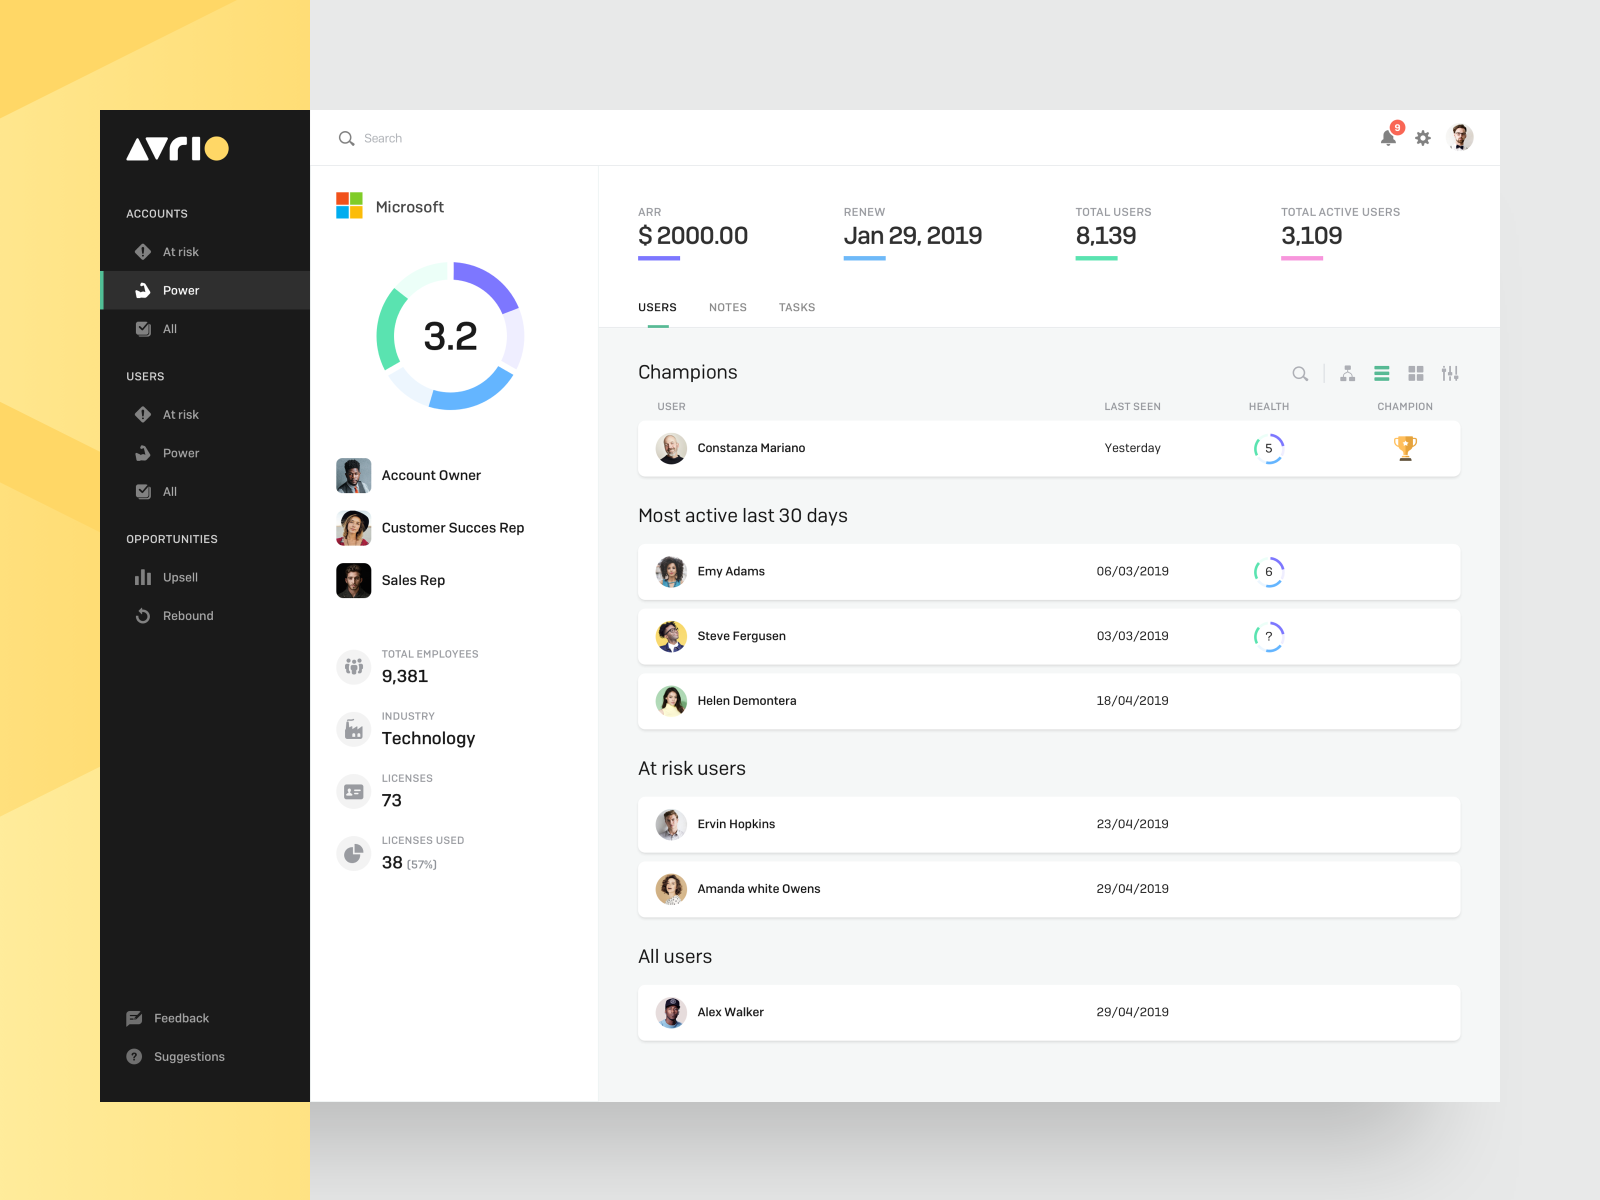 AVRIO
ACCOUNTS
At risk
Power
All
USERS
At risk
Power
All
OPPORTUNITIES
Upsell
Rebound
Feedback
? Suggestions
Search
9
Microsoft
3.2
Account Owner
Customer Succes Rep
Sales Rep
TOTAL EMPLOYEES
9,381
INDUSTRY
Technology
LICENSES
73
LICENSES USED
38 (57%)
ARR
$ 2000.00
RENEW
Jan 29, 2019
TOTAL USERS
8,139
TOTAL ACTIVE USERS
3,109
USERS NOTES TASKS
Champions
USER LAST SEEN HEALTH CHAMPION
Constanza Mariano Yesterday 5
Most active last 30 days
Emy Adams 06/03/2019 6
Steve Fergusen 03/03/2019 ?
Helen Demontera 18/04/2019
At risk users
Ervin Hopkins 23/04/2019
Amanda white Owens 29/04/2019
All users
Alex Walker 29/04/2019